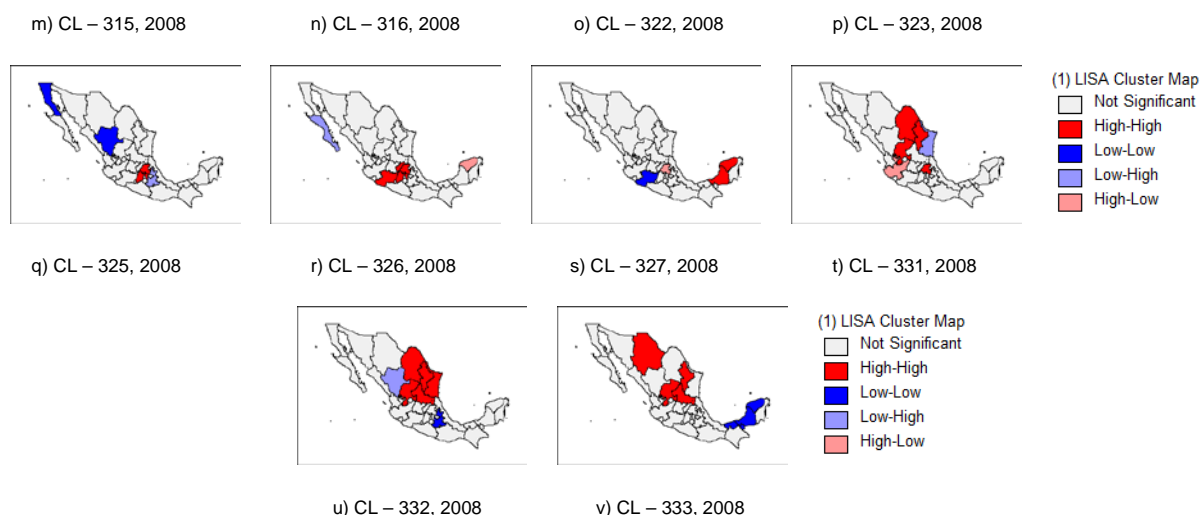 m) CL – 315, 2008
n) CL – 316, 2008
o) CL – 322, 2008
p) CL – 323, 2008
(1) LISA Cluster Map
Not Significant
High-High
Low-Low
Low-High
High-Low
q) CL – 325, 2008
r) CL – 326, 2008
s) CL – 327, 2008
t) CL – 331, 2008
(1) LISA Cluster Map
Not Significant
High-High
Low-Low
Low-High
High-Low
u) CL – 332, 2008
v) CL – 333, 2008